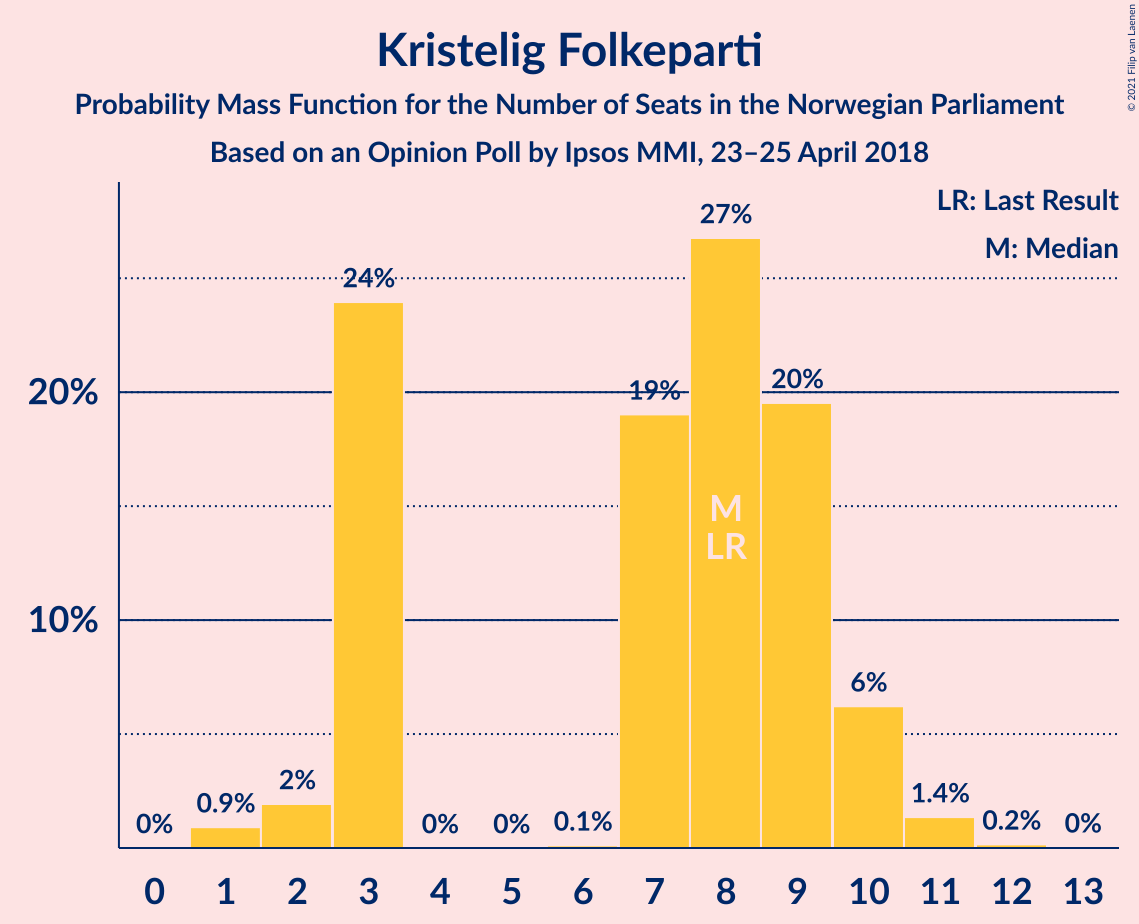 Kristelig Folkeparti
Probability Mass Function for the Number of Seats in the Norwegian Parliament
Based on an Opinion Poll by Ipsos MMI, 23–25 April 2018
© 2021 Filip van Laenen
LR: Last Result
M: Median
20%
10%
0%
0.9%
2%
24%
0%
0%
0.1%
19%
27%
20%
6%
1.4%
0.2%
0%
M
LR
0 1 2 3 4 5 6 7 8 9 10 11 12 13